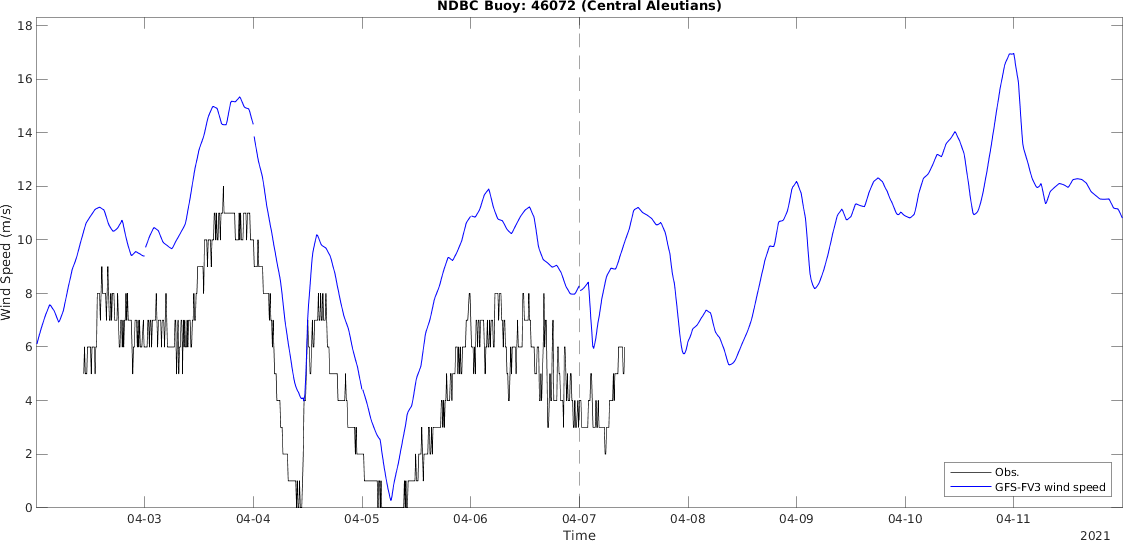 NDBC Buoy: 46072 (Central Aleutians)
18
16
14
12
10
8
6
4
2
0
Wind Speed (m/s)
04-03 04-04 04-05 04-06 04-07 04-08 04-09 04-10 04-11
Time
2021
Obs.
GFS-FV3 wind speed